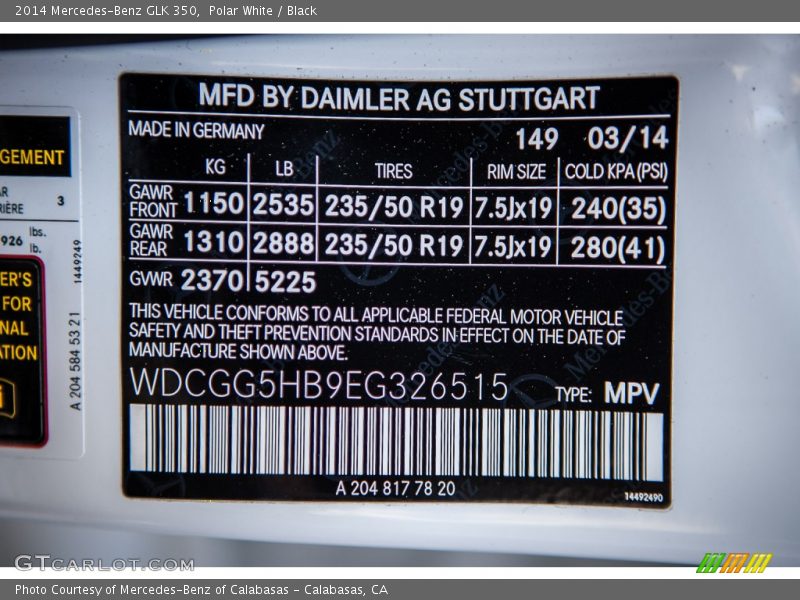 2014 Mercedes-Benz GLK 350,  Polar White / Black
MFD BY DAIMLER AG STUTTGART
MADE IN GERMANY 149 03/14
KG LB TIRES RIM SIZE COLD KPA (PSI)
GAWR FRONT 1150 2535 235/50 R19 7.5Jx19 240(35)
GAWR REAR 1310 2888 235/50 R19 7.5Jx19 280(41)
GVWR 2370 5225
THIS VEHICLE CONFORMS TO ALL APPLICABLE FEDERAL MOTOR VEHICLE
SAFETY AND THEFT PREVENTION STANDARDS IN EFFECT ON THE DATE OF
MANUFACTURE SHOWN ABOVE.
WDCGG5HB9EG326515 TYPE: MPV
A 204 817 78 20
14492490
GEMENT
AR
RIÈRE 3
926 lbs.
lb.
ER'S
FOR
NAL
ATION
1449249
A 204 584 53 21
GTCARLOT.COM
Photo Courtesy of Mercedes-Benz of Calabasas - Calabasas, CA